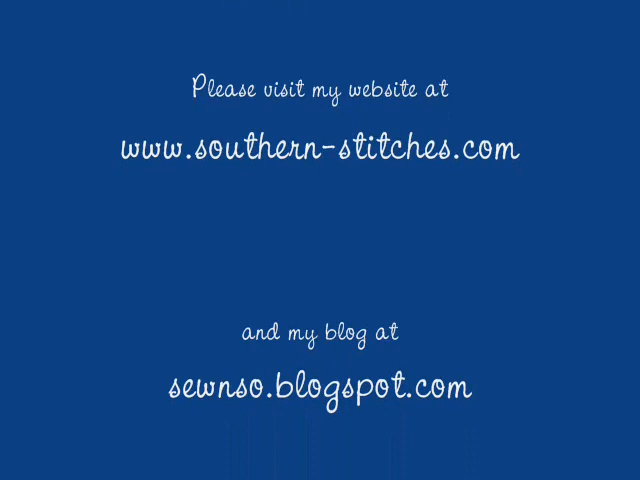 Please visit my website at
www.southern-stitches.com
and my blog at
sewnso.blogspot.com